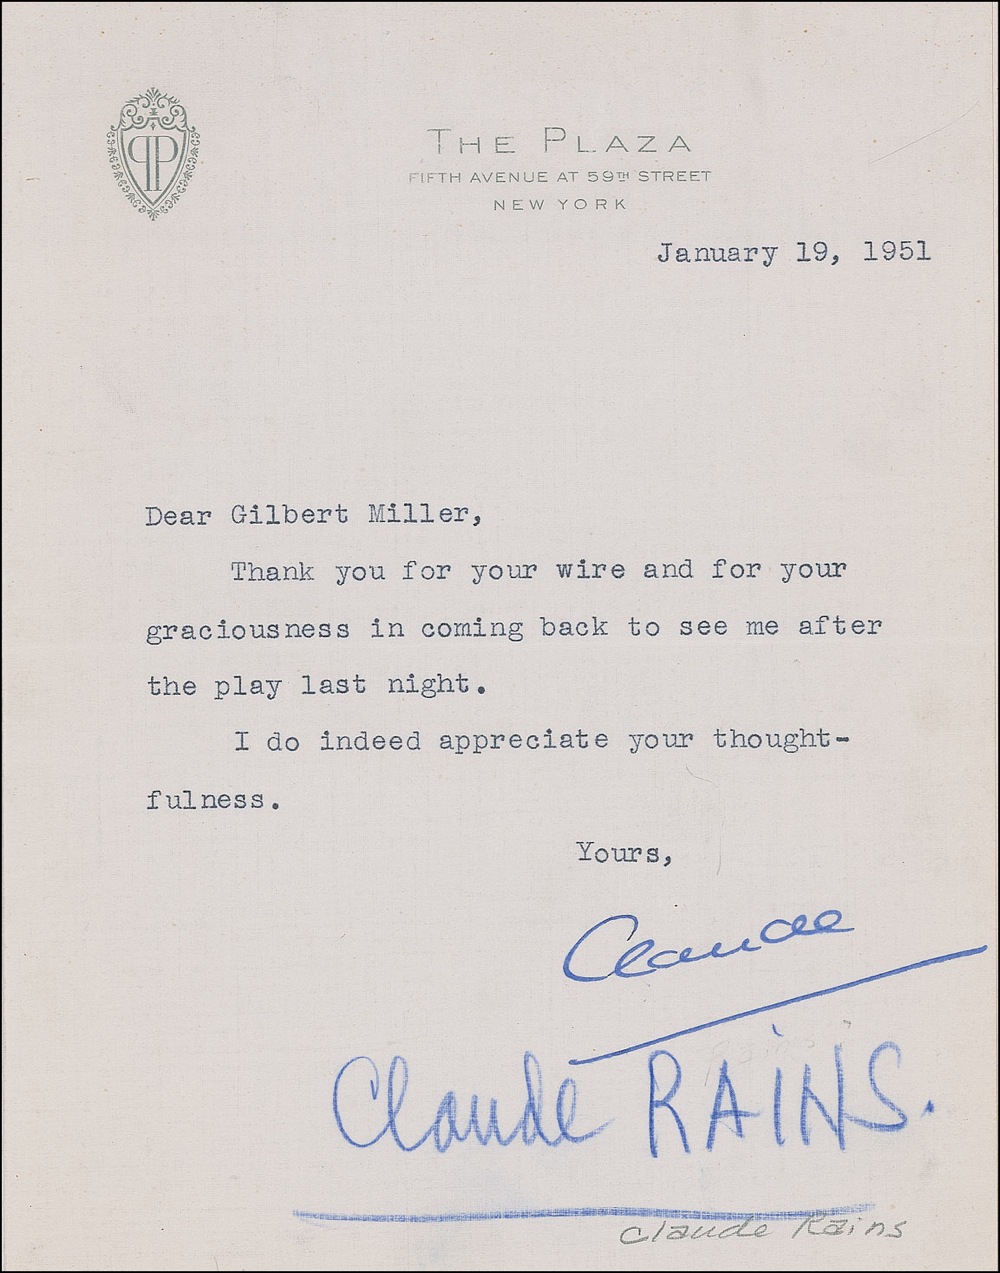 THE PLAZA
FIFTH AVENUE AT 59TH STREET
NEW YORK
January 19, 1951
Dear Gilbert Miller,
Thank you for your wire and for your
graciousness in coming back to see me after
the play last night.
I do indeed appreciate your thought-
fulness.
Yours,
Claude
Claude RAiNS.
Claude Rains